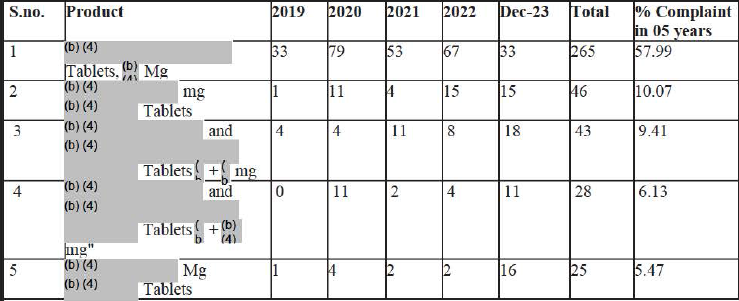 S.no. Product 2019 2020 2021 2022 Dec-23 Total % Complaint
in 05 years
1 (b) (4) 33 79 53 67 33 265 57.99
Tablets, (b) (4) Mg
2 (b) (4) mg 1 11 4 15 15 46 10.07
(b) (4) Tablets
3 (b) (4) and 4 4 11 8 18 43 9.41
(b) (4)
Tablets ( b + ( b mg
4 (b) (4) and 0 11 2 4 11 28 6.13
(b) (4)
Tablets ( b + (b) (4)
mg"
5 (b) (4) Mg 1 4 2 2 16 25 5.47
(b) (4) Tablets